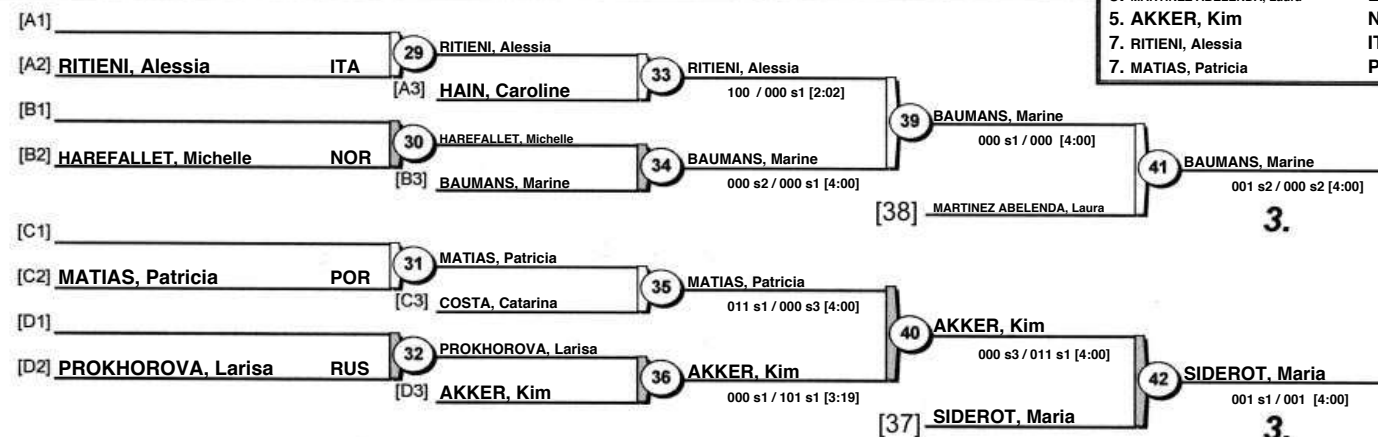 5. AKKER, Kim N
7. RITIENI, Alessia IT
7. MATIAS, Patricia P
[A1]
[A2] RITIENI, Alessia ITA
29
RITIENI, Alessia
[A3] HAIN, Caroline
33
RITIENI, Alessia
100 / 000 s1 [2:02]
[B1]
[B2] HAREFALLET, Michelle NOR
30
HAREFALLET, Michelle
[B3] BAUMANS, Marine
34
BAUMANS, Marine
000 s2 / 000 s1 [4:00]
39
BAUMANS, Marine
000 s1 / 000 [4:00]
[38] MARTINEZ ABELENDA, Laura
41
BAUMANS, Marine
001 s2 / 000 s2 [4:00]
3.
[C1]
[C2] MATIAS, Patricia POR
31
MATIAS, Patricia
[C3] COSTA, Catarina
35
MATIAS, Patricia
011 s1 / 000 s3 [4:00]
[D1]
[D2] PROKHOROVA, Larisa RUS
32
PROKHOROVA, Larisa
[D3] AKKER, Kim
36
AKKER, Kim
000 s1 / 101 s1 [3:19]
40
AKKER, Kim
000 s3 / 011 s1 [4:00]
[37] SIDEROT, Maria
42
SIDEROT, Maria
001 s1 / 001 [4:00]
3.